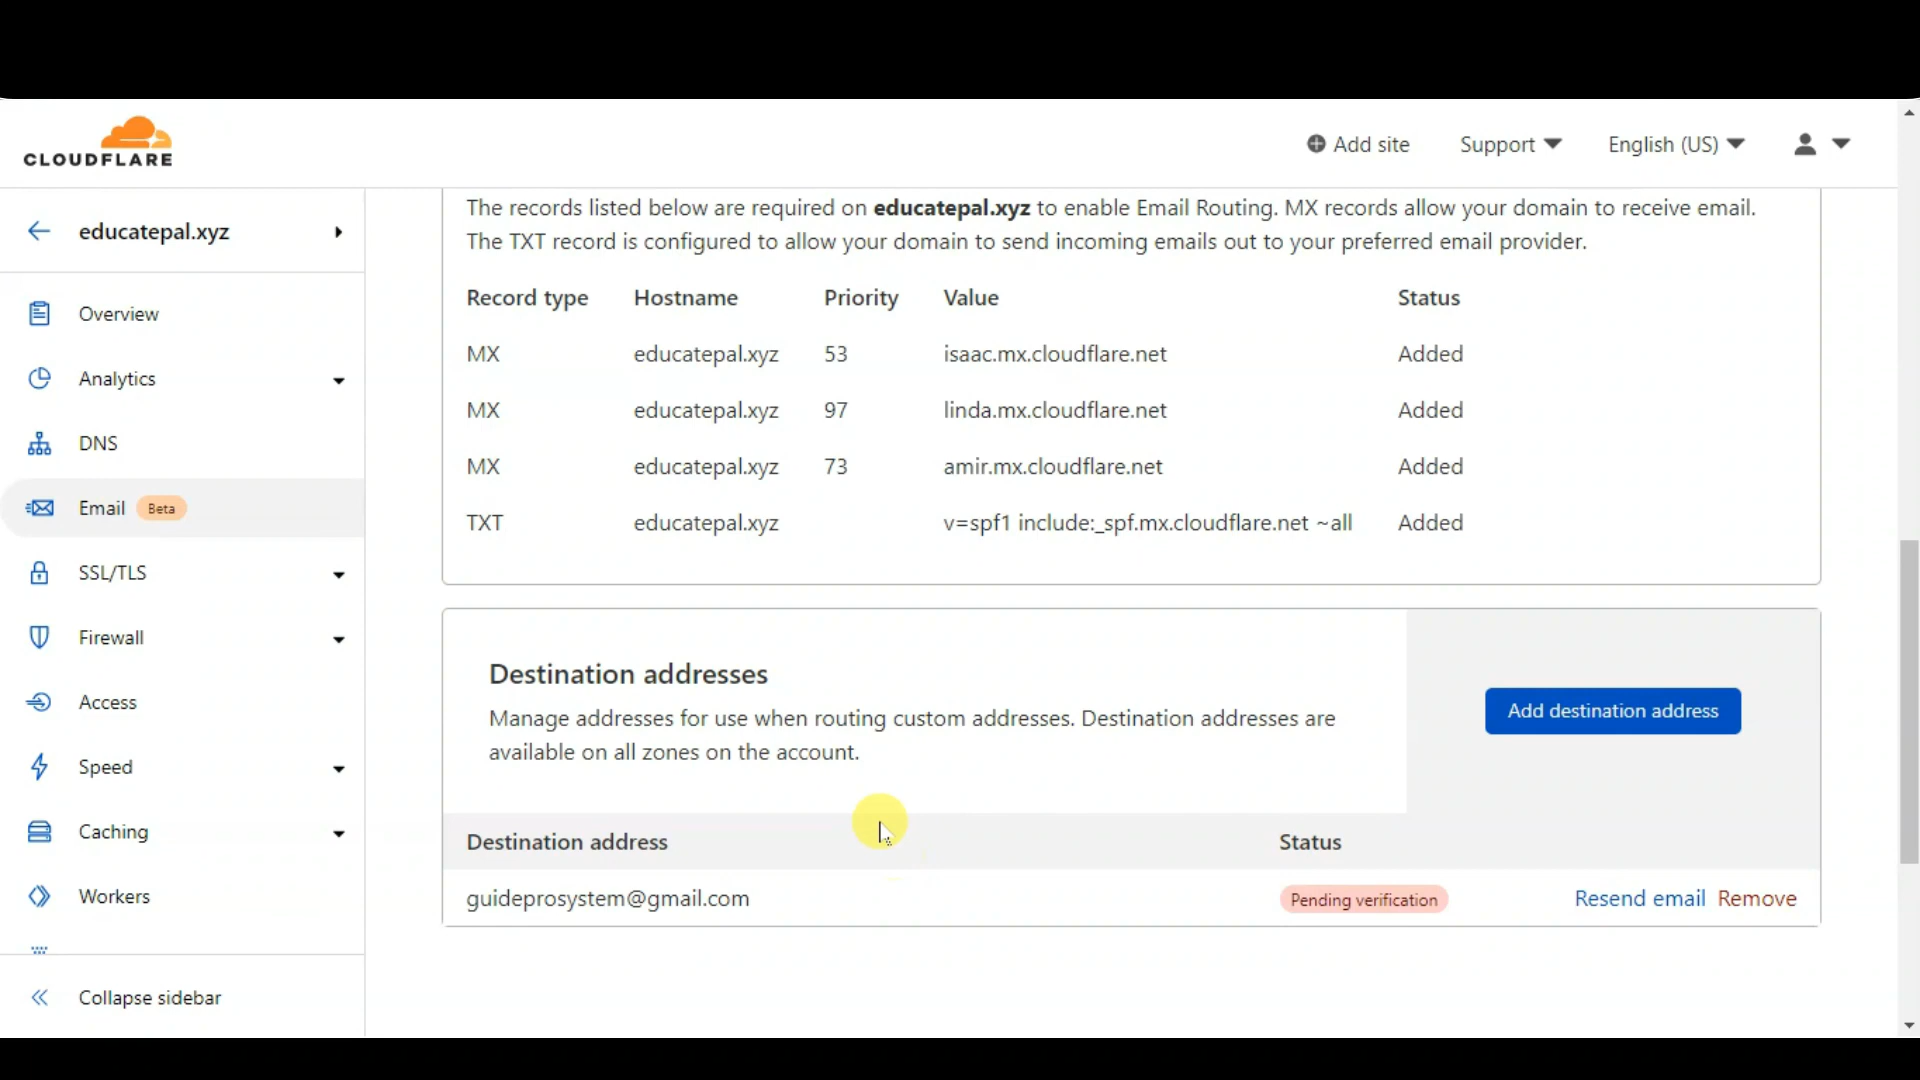 CLOUDFLARE
Add site
Support
English (US)
educatepal.xyz
Overview
Analytics
DNS
Email Beta
SSL/TLS
Firewall
Access
Speed
Caching
Workers
Collapse sidebar
The records listed below are required on educatepal.xyz to enable Email Routing. MX records allow your domain to receive email.
The TXT record is configured to allow your domain to send incoming emails out to your preferred email provider.
Record type Hostname Priority Value Status
MX educatepal.xyz 53 isaac.mx.cloudflare.net Added
MX educatepal.xyz 97 linda.mx.cloudflare.net Added
MX educatepal.xyz 73 amir.mx.cloudflare.net Added
TXT educatepal.xyz v=spf1 include:_spf.mx.cloudflare.net ~all Added
Destination addresses
Manage addresses for use when routing custom addresses. Destination addresses are
available on all zones on the account.
Add destination address
Destination address Status
guideprosystem@gmail.com Pending verification Resend email Remove